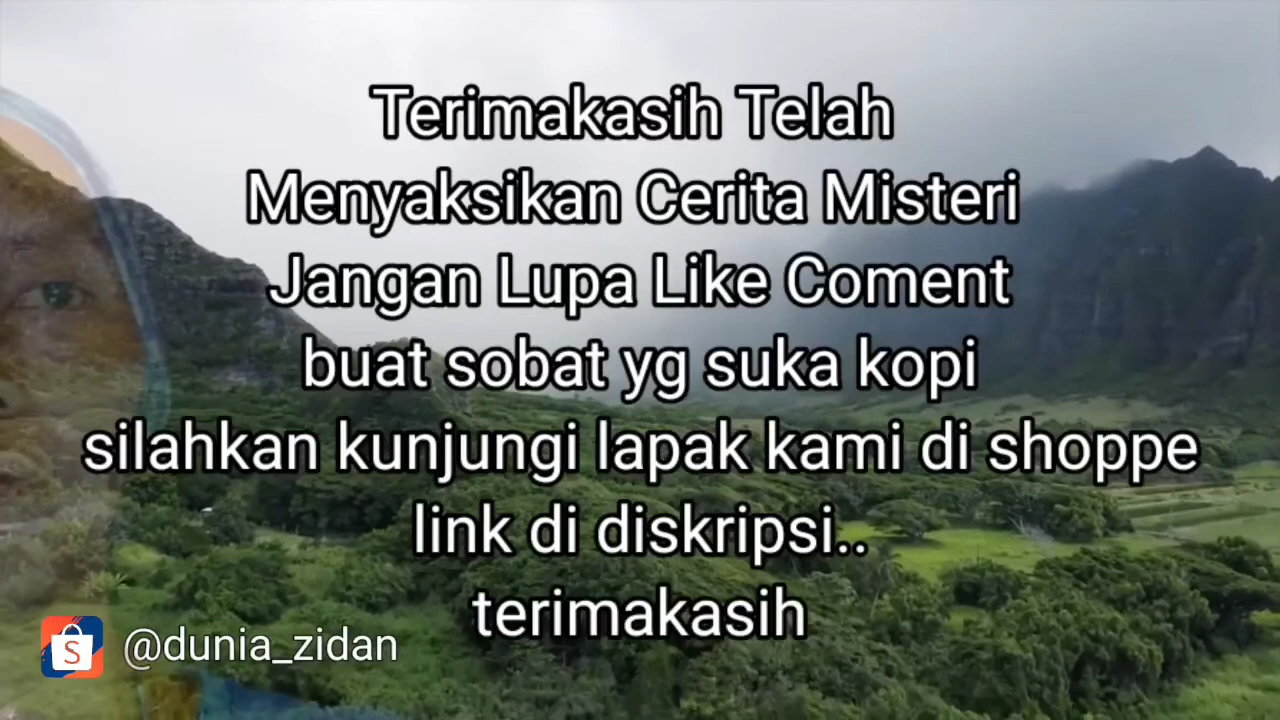 Terimakasih Telah
Menyaksikan Cerita Misteri
Jangan Lupa Like Coment
buat sobat yg suka kopi
silahkan kunjungi lapak kami di shoppe
link di diskripsi..
terimakasih
S @dunia_zidan